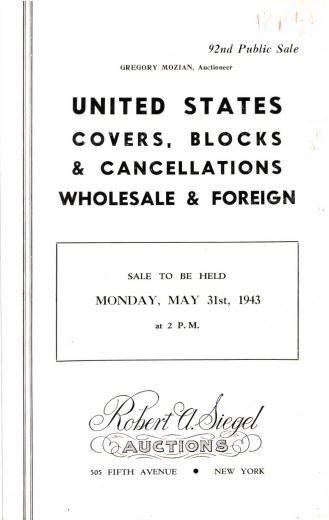 92nd Public Sale
GREGORY MOZIAN, Auctioneer
UNITED STATES
COVERS, BLOCKS
& CANCELLATIONS
WHOLESALE & FOREIGN
SALE TO BE HELD
MONDAY, MAY 31st, 1943
at 2 P. M.
Robert A. Siegel
AUCTIONS
505 FIFTH AVENUE • NEW YORK